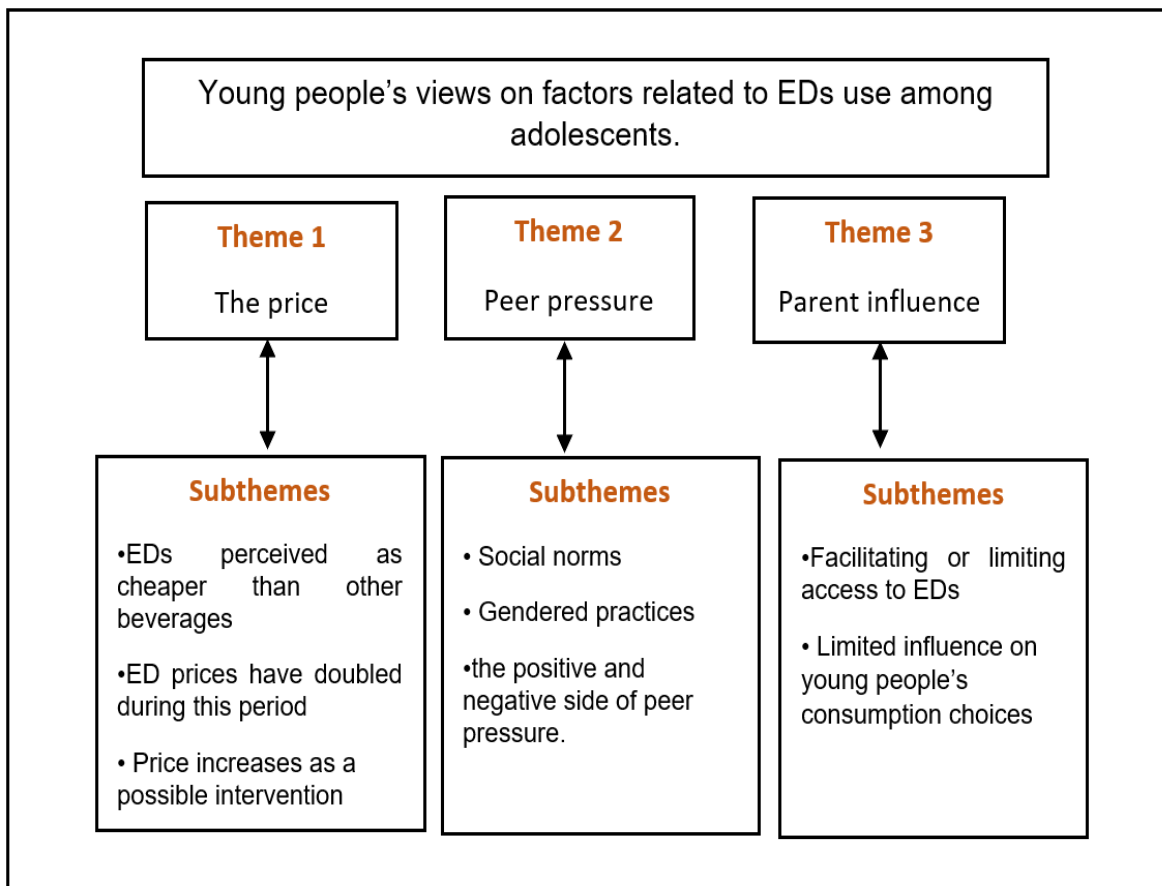 Young people’s views on factors related to EDs use among
adolescents.
Theme 1
The price
Theme 2
Peer pressure
Theme 3
Parent influence
Subthemes
•EDs perceived as
cheaper than other
beverages
•ED prices have doubled
during this period
• Price increases as a
possible intervention
Subthemes
• Social norms
• Gendered practices
•the positive and
negative side of peer
pressure.
Subthemes
•Facilitating or limiting
access to EDs
• Limited influence on
young people’s
consumption choices